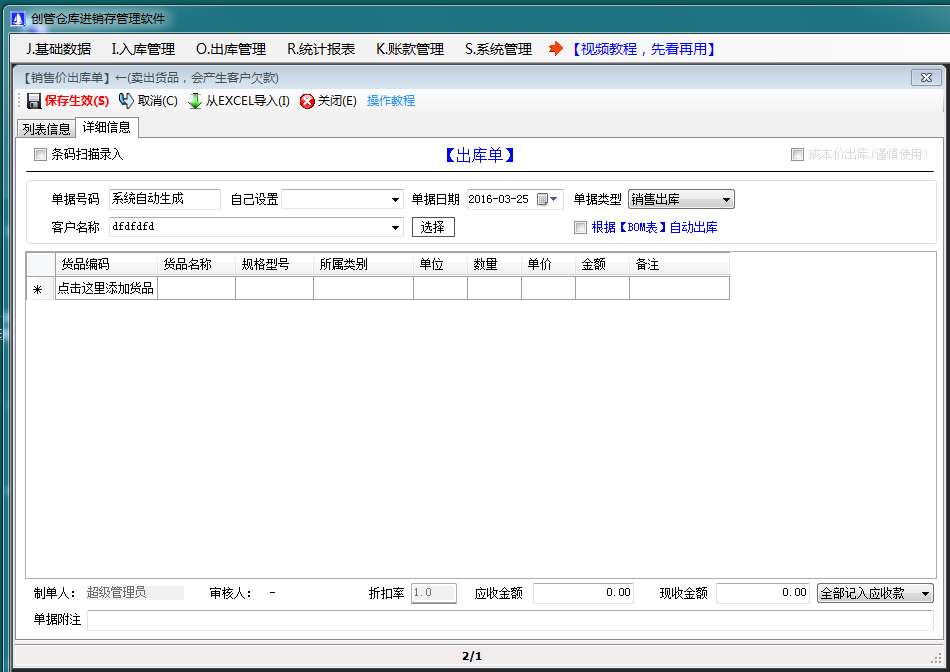 创管仓库进销存管理软件
J.基础数据 I.入库管理 O.出库管理 R.统计报表 K.账款管理 S.系统管理 【视频教程，先看再用】
【销售价出库单】←(卖出货品，会产生客户欠款)
保存生效(S) 取消(C) 从EXCEL导入(I) 关闭(E) 操作教程
列表信息 详细信息
条码扫描录入 【出库单】 成本价出库(谨慎使用)
单据号码 系统自动生成 自己设置 单据日期 2016-03-25 单据类型 销售出库
客户名称 dfdfdfd 选择 根据【BOM表】自动出库
货品编码 货品名称 规格型号 所属类别 单位 数量 单价 金额 备注
* 点击这里添加货品
制单人： 超级管理员 审核人： - 折扣率 1.0 应收金额 0.00 现收金额 0.00 全部记入应收款
单据附注
2/1